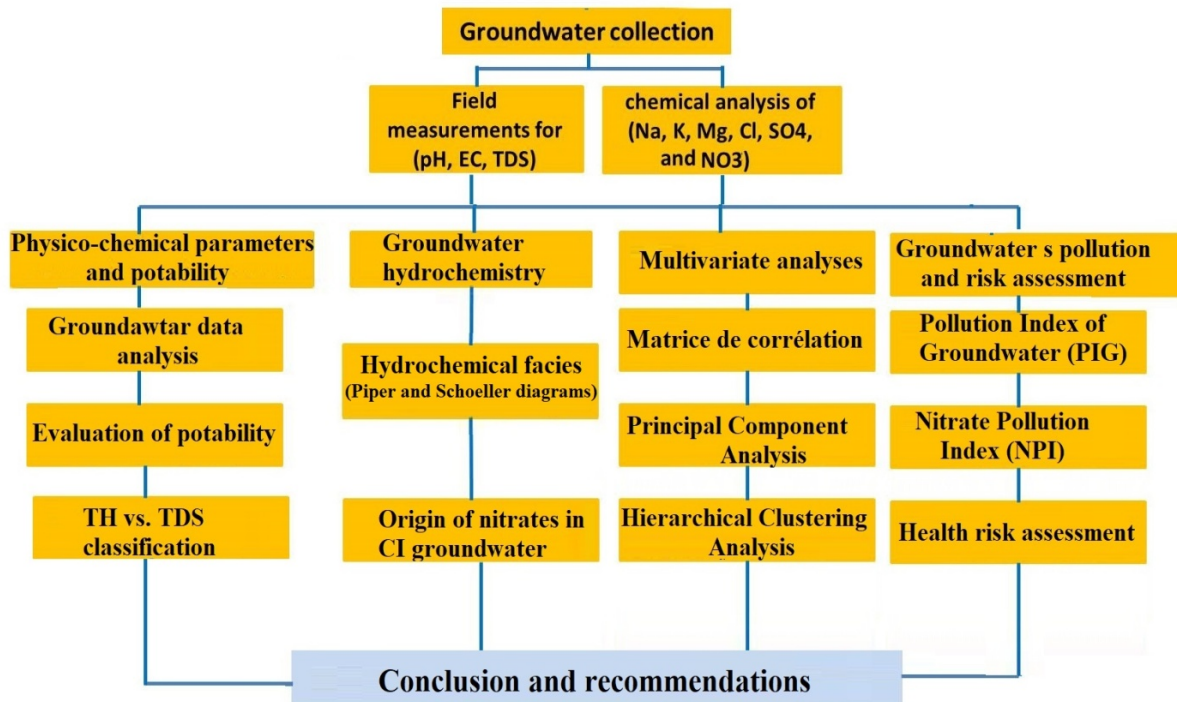 Groundwater collection
Field
measurements for
(pH, EC, TDS)
chemical analysis of
(Na, K, Mg, Cl, SO4,
and NO3)
Physico-chemical parameters
and potability
Groundawtar data
analysis
Evaluation of potability
TH vs. TDS
classification
Groundwater
hydrochemistry
Hydrochemical facies
(Piper and Schoeller diagrams)
Origin of nitrates in
CI groundwater
Multivariate analyses
Matrice de corrélation
Principal Component
Analysis
Hierarchical Clustering
Analysis
Groundwater s pollution
and risk assessment
Pollution Index of
Groundwater (PIG)
Nitrate Pollution
Index (NPI)
Health risk assessment
Conclusion and recommendations